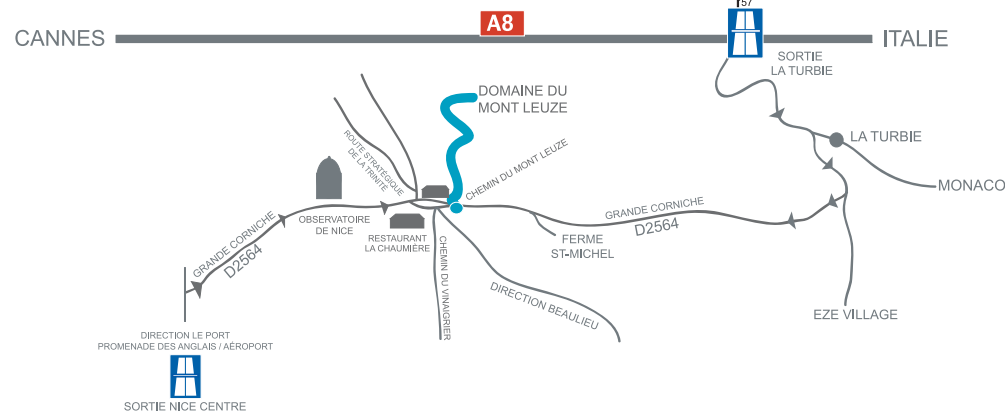 A8
57
CANNES
ITALIE
SORTIE
LA TURBIE
DOMAINE DU
MONT LEUZE
LA TURBIE
ROUTE STRATÉGIQUE
DE LA TRINITÉ
CHEMIN DU MONT LEUZE
MONACO
OBSERVATOIRE
DE NICE
GRANDE CORNICHE
D2564
RESTAURANT
LA CHAUMIÈRE
GRANDE CORNICHE
D2564
FERME
ST-MICHEL
CHEMIN DU VINAIGRIER
DIRECTION BEAULIEU
EZE VILLAGE
DIRECTION LE PORT
PROMENADE DES ANGLAIS / AÉROPORT
SORTIE NICE CENTRE